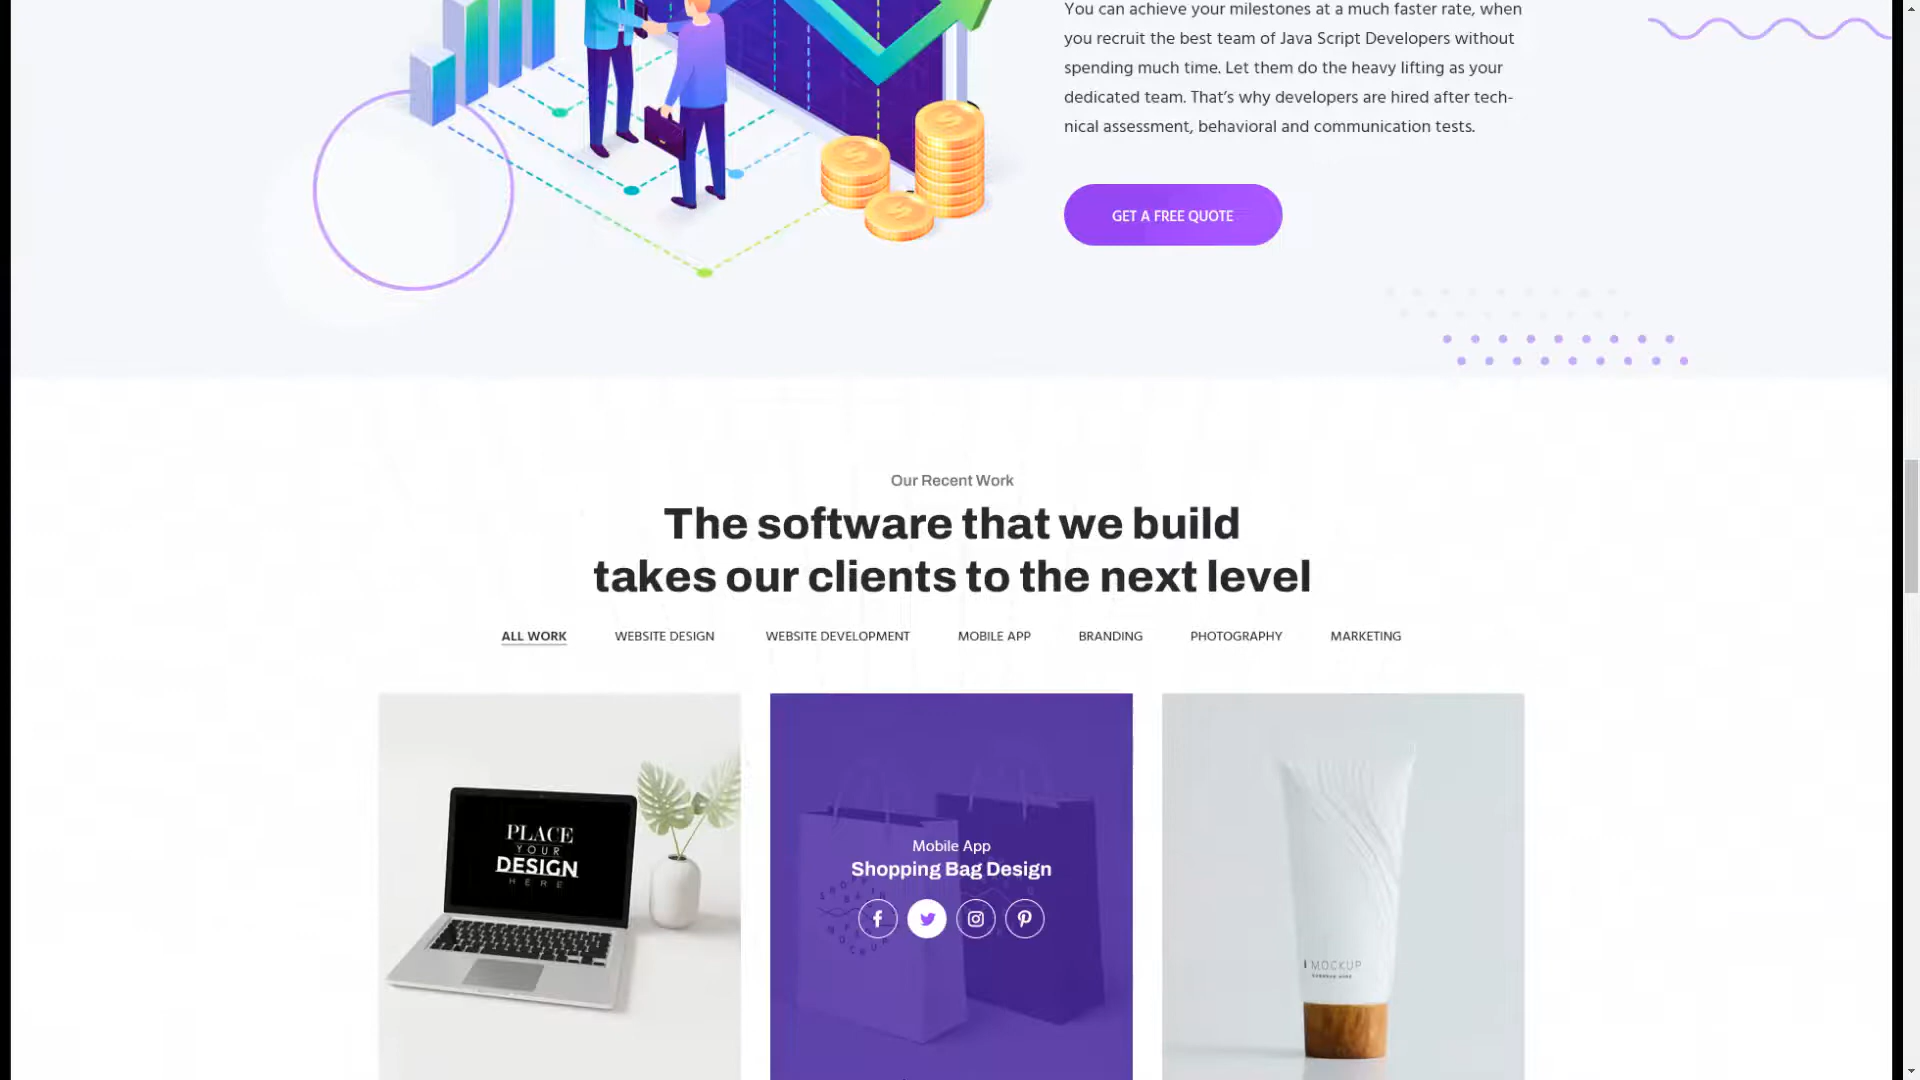 You can achieve your milestones at a much faster rate, when
you recruit the best team of Java Script Developers without
spending much time. Let them do the heavy lifting as your
dedicated team. That's why developers are hired after tech-
nical assessment, behavioral and communication tests.
GET A FREE QUOTE
Our Recent Work
The software that we build
takes our clients to the next level
ALL WORK WEBSITE DESIGN WEBSITE DEVELOPMENT MOBILE APP BRANDING PHOTOGRAPHY MARKETING
PLACE
YOUR
DESIGN
HERE
Mobile App
Shopping Bag Design
MOCKUP